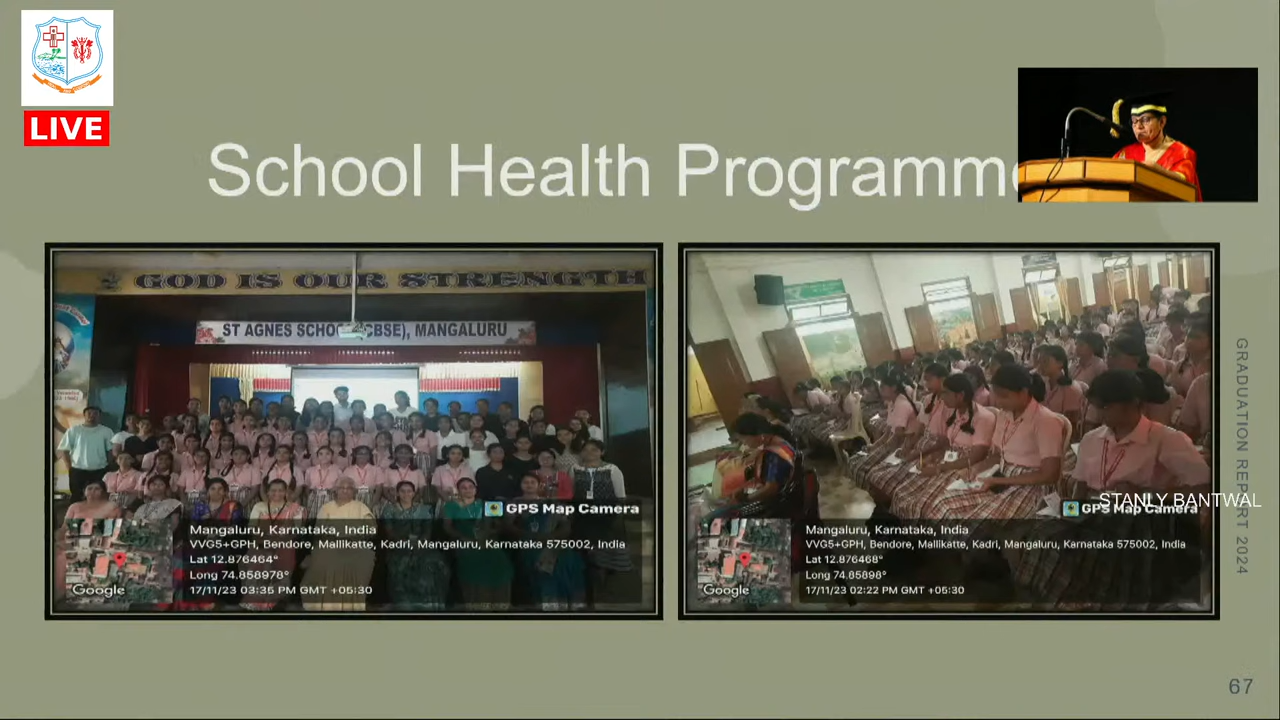 LIVE
School Health Programme
GOD IS OUR STRENGTH
ST AGNES SCHOOL (CBSE), MANGALURU
GPS Map Camera
Mangaluru, Karnataka, India
VVG5+GPH, Bendore, Mallikatte, Kadri, Mangaluru, Karnataka 575002, India
Lat 12.876464°
Long 74.858978°
17/11/23 03:35 PM GMT +05:30
Google
GPS Map Camera
Mangaluru, Karnataka, India
VVG5+GPH, Bendore, Mallikatte, Kadri, Mangaluru, Karnataka 575002, India
Lat 12.876468°
Long 74.85898°
17/11/23 02:22 PM GMT +05:30
Google
STANLY BANTWAL
GRADUATION REPORT 2024
67